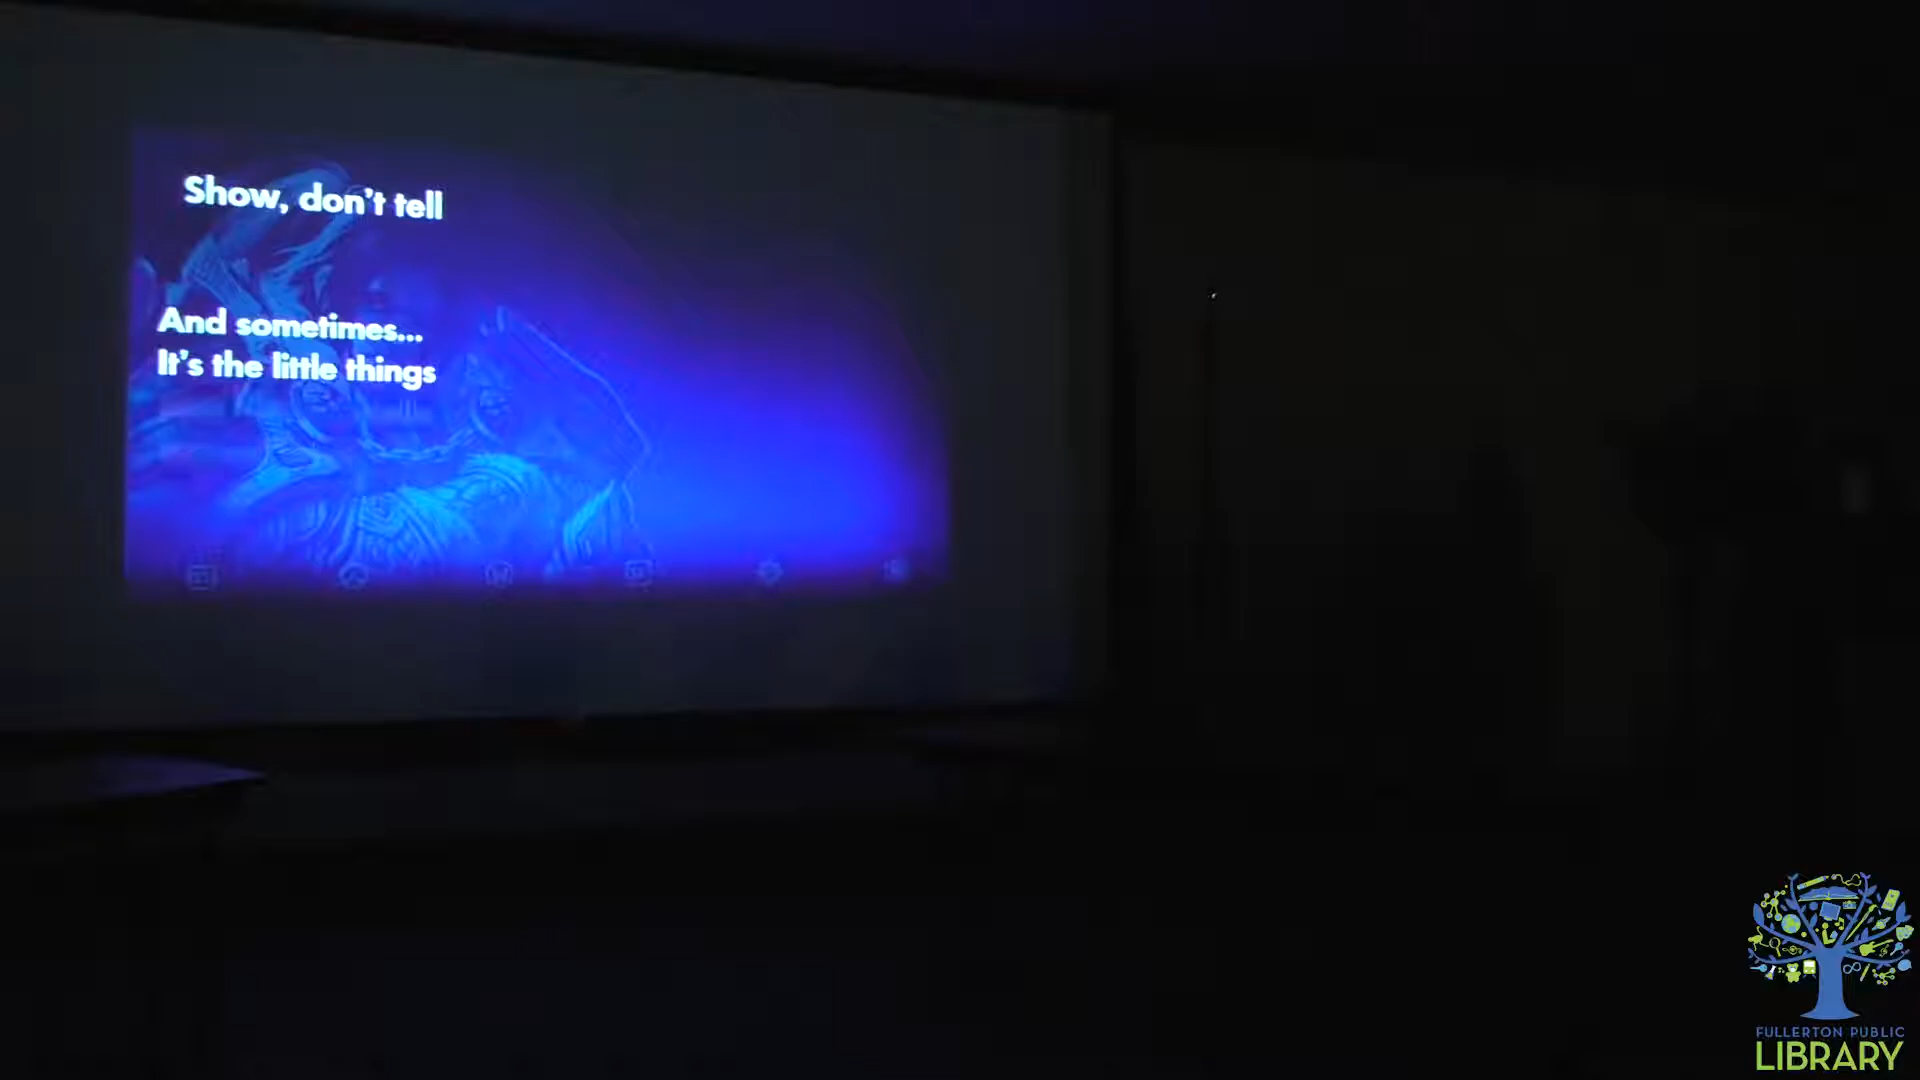 Show, don't tell
And sometimes...
It's the little things
FULLERTON PUBLIC
LIBRARY